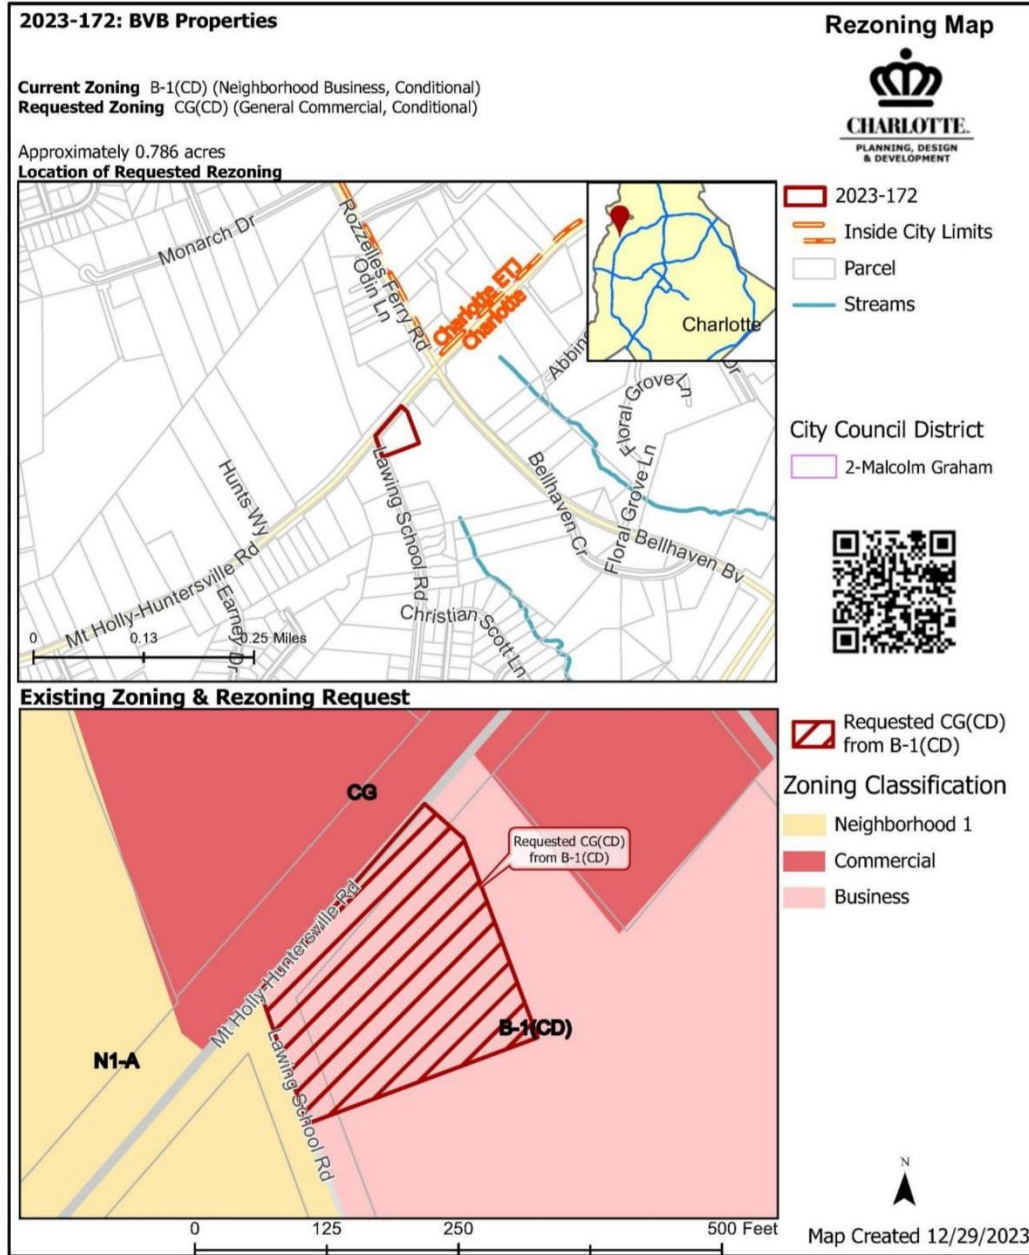 2023-172: BVB Properties
Current Zoning B-1(CD) (Neighborhood Business, Conditional)
Requested Zoning CG(CD) (General Commercial, Conditional)
Approximately 0.786 acres
Location of Requested Rezoning
Rezoning Map
CHARLOTTE.
PLANNING, DESIGN
& DEVELOPMENT
Monarch Dr
Rozzelles Ferry Rd
Odin Ln
Charlotte ETJ
Charlotte
Charlotte
Floral Grove Ln
Dr
Hunts Wy
Lawing School Rd
Bellhaven Cr
Floral Grove Ln
Bellhaven Bv
Mt Holly-Huntersville Rd
Earney Dr
Christian Scott Ln
0 0.13 0.25 Miles
2023-172
Inside City Limits
Parcel
Streams
City Council District
2-Malcolm Graham
Existing Zoning & Rezoning Request
CG
Requested CG(CD)
from B-1(CD)
Mt Holly Huntersville Rd
B-1(CD)
N1-A
Lawing School Rd
0 125 250 500 Feet
Requested CG(CD)
from B-1(CD)
Zoning Classification
Neighborhood 1
Commercial
Business
N
Map Created 12/29/2023